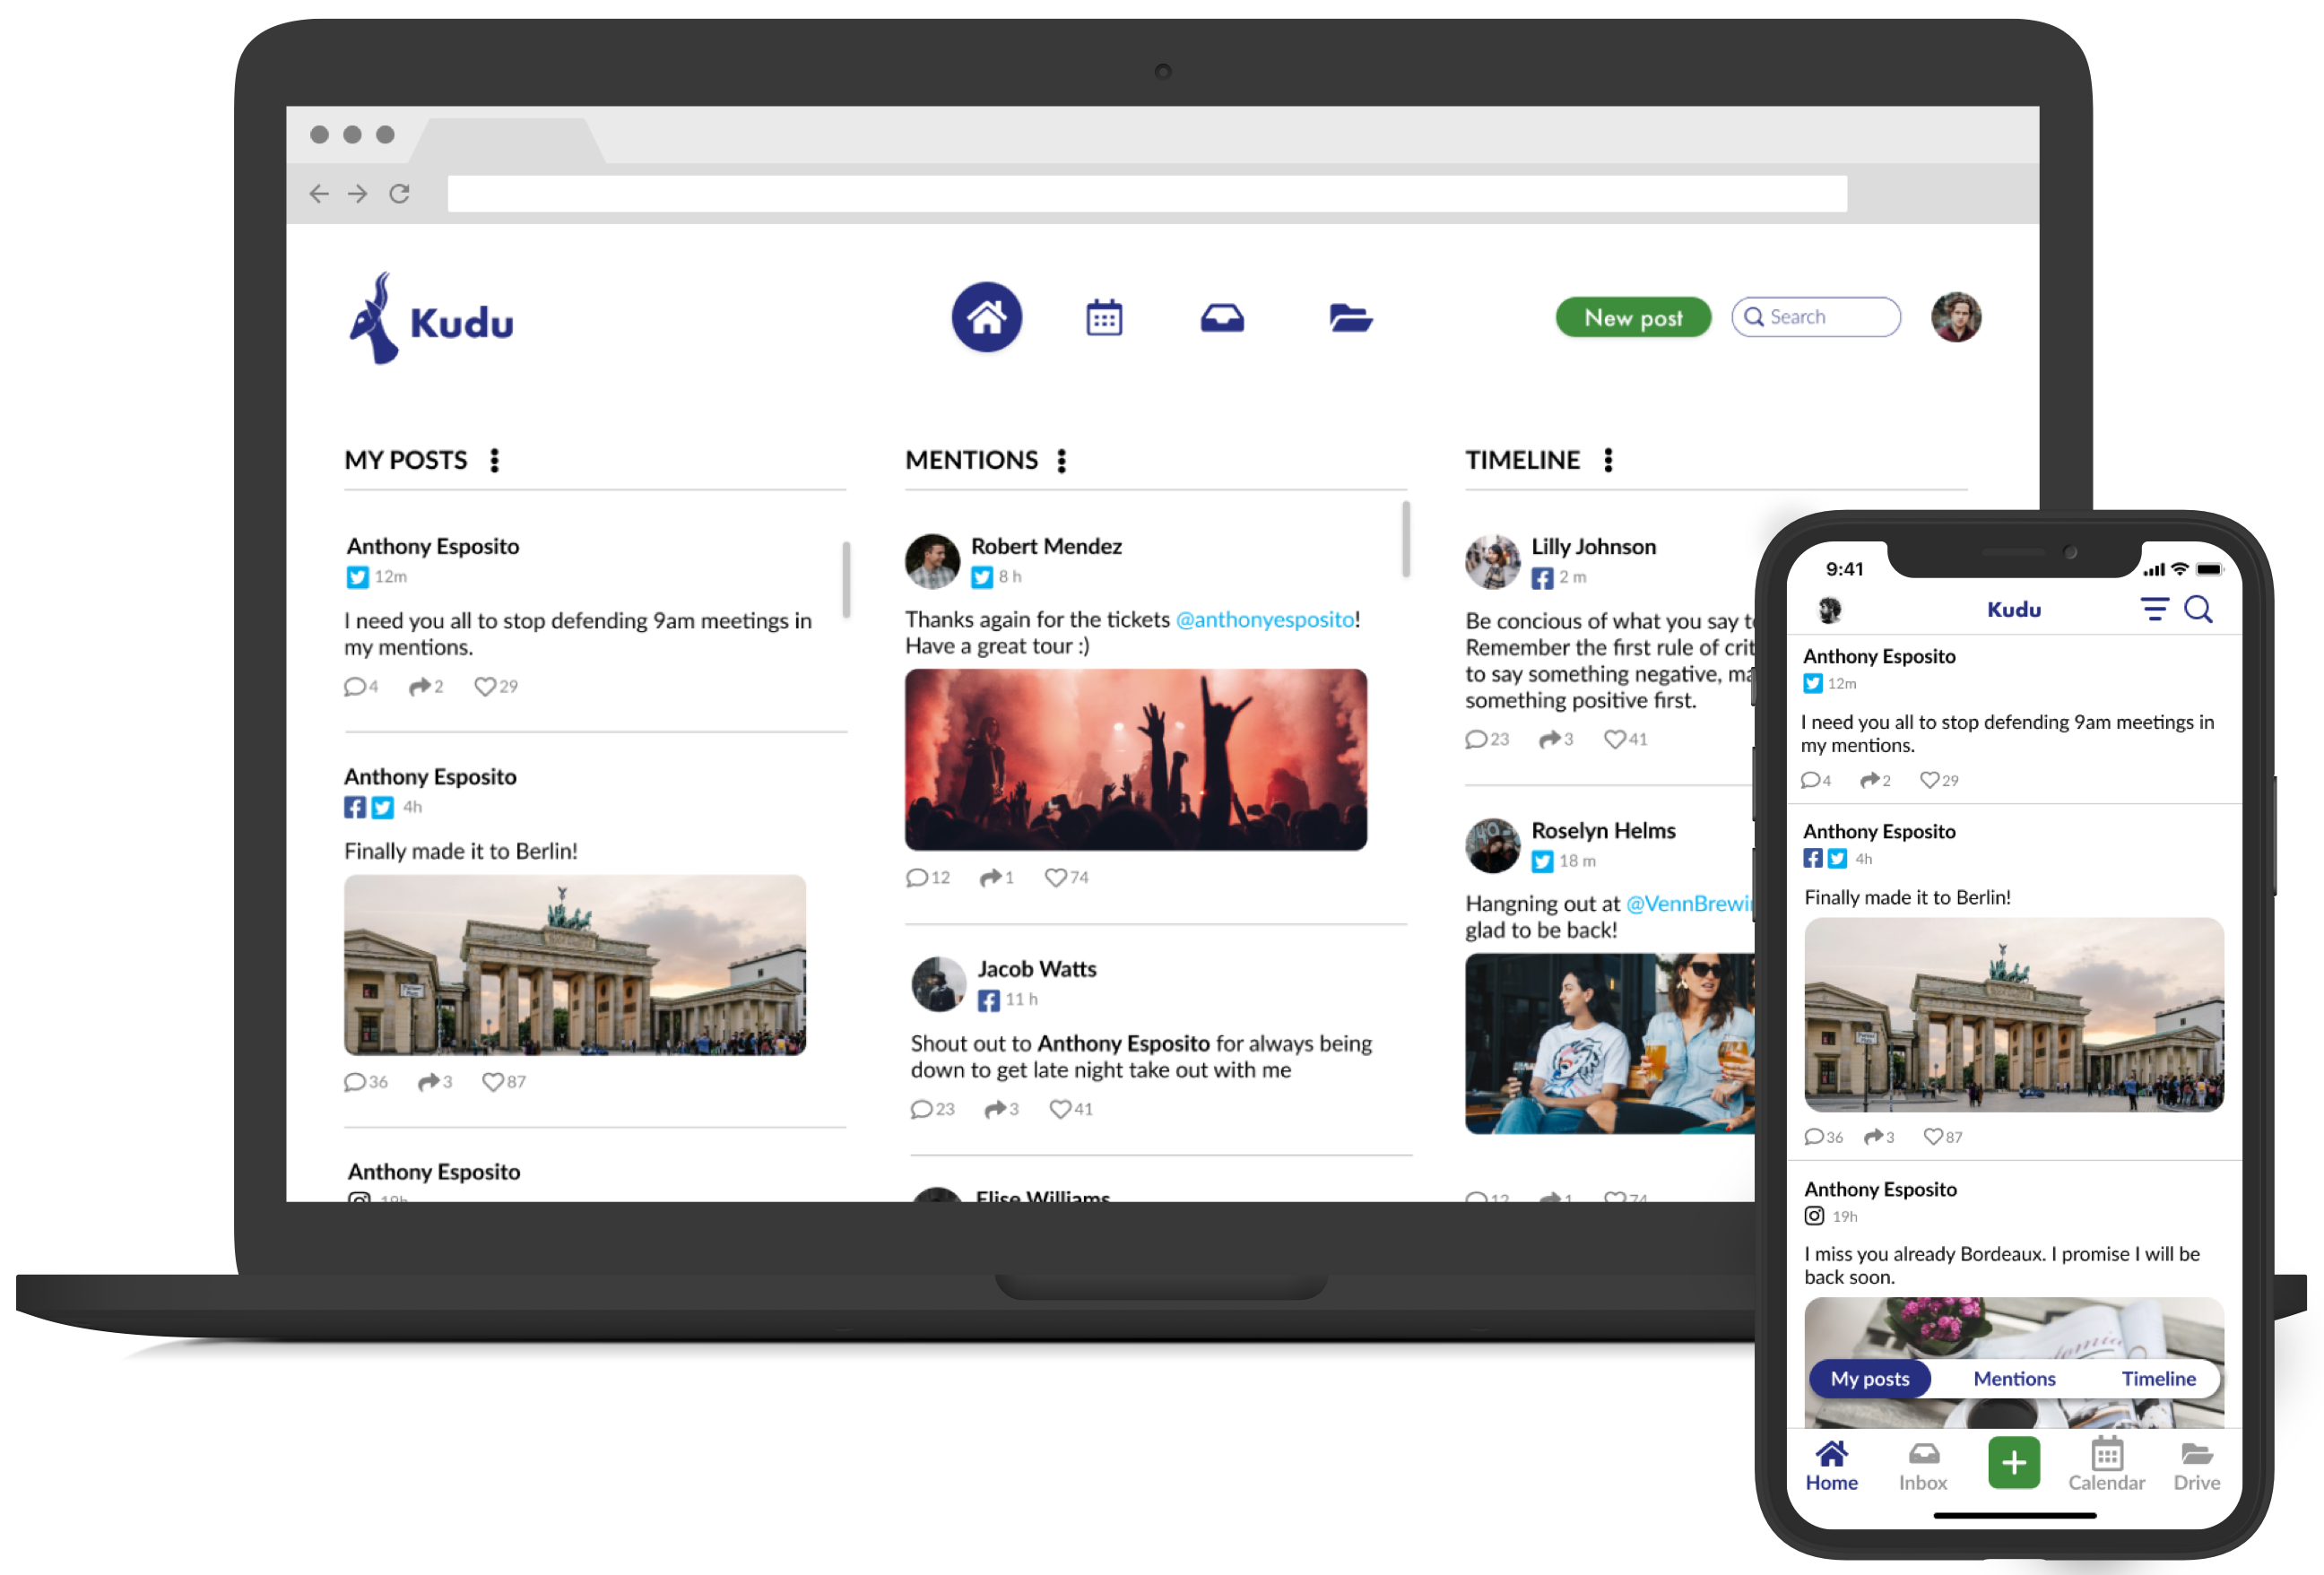 Kudu
New post
Search
MY POSTS
Anthony Esposito
12m
I need you all to stop defending 9am meetings in
my mentions.
4 2 29
Anthony Esposito
4h
Finally made it to Berlin!
36 3 87
Anthony Esposito
19h
MENTIONS
Robert Mendez
8 h
Thanks again for the tickets @anthonyesposito!
Have a great tour :)
12 1 74
Jacob Watts
11 h
Shout out to Anthony Esposito for always being
down to get late night take out with me
23 3 41
Elise Williams
TIMELINE
Lilly Johnson
2 m
Be concious of what you say
Remember the first rule of
to say something negative,
something positive first.
23 3 41
Roselyn Helms
18 m
Hangning out at
glad to be back!
12 1 74
9:41
Kudu
Anthony Esposito
12m
I need you all to stop defending 9am meetings in
my mentions.
4 2 29
Anthony Esposito
4h
Finally made it to Berlin!
36 3 87
Anthony Esposito
19h
I miss you already Bordeaux. I promise I will be
back soon.
My posts Mentions Timeline
Home Inbox Calendar Drive